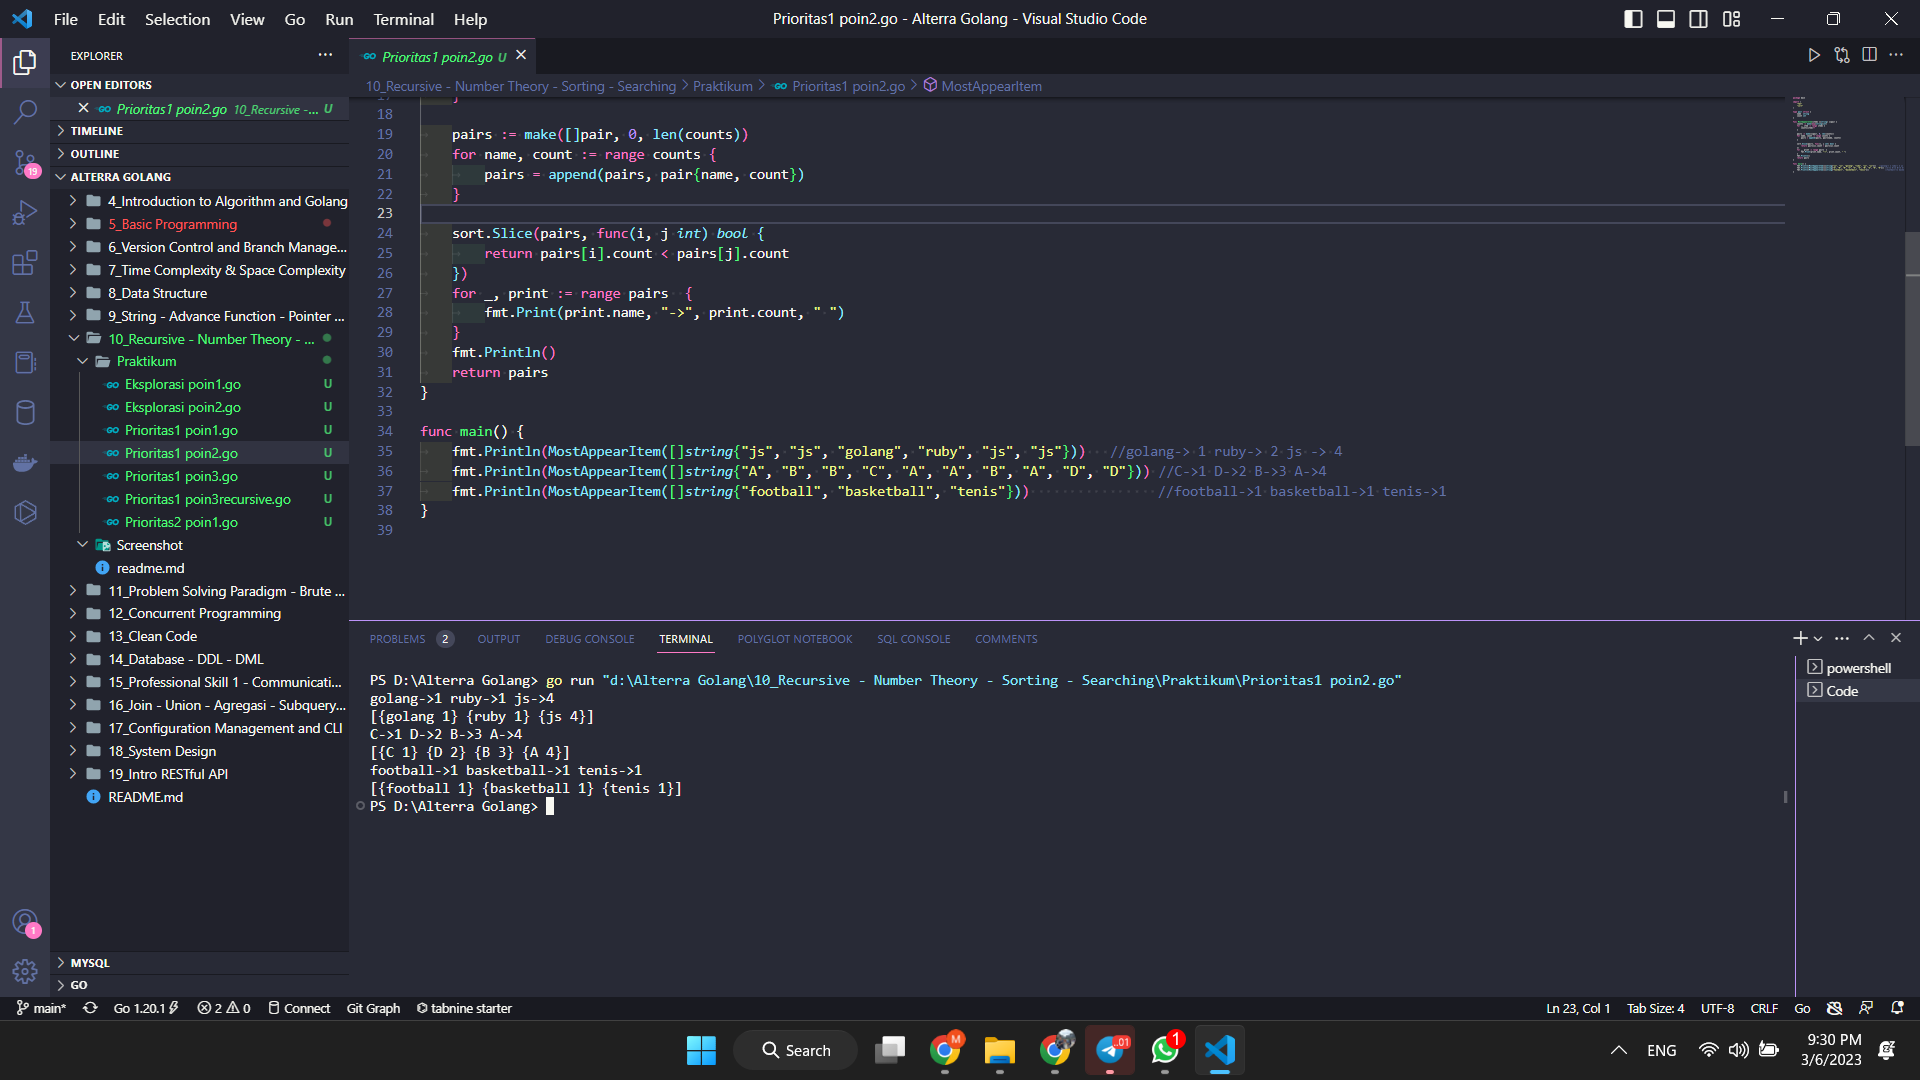 File Edit Selection View Go Run Terminal Help
Prioritas1 poin2.go - Alterra Golang - Visual Studio Code
EXPLORER
OPEN EDITORS
Prioritas1 poin2.go 10_Recursive -... U
TIMELINE
OUTLINE
ALTERRA GOLANG
4_Introduction to Algorithm and Golang
5_Basic Programming
6_Version Control and Branch Manage...
7_Time Complexity & Space Complexity
8_Data Structure
9_String - Advance Function - Pointer ...
10_Recursive - Number Theory - ...
Praktikum
Eksplorasi poin1.go U
Eksplorasi poin2.go U
Prioritas1 poin1.go U
Prioritas1 poin2.go U
Prioritas1 poin3.go U
Prioritas1 poin3recursive.go U
Prioritas2 poin1.go U
Screenshot
readme.md
11_Problem Solving Paradigm - Brute ...
12_Concurrent Programming
13_Clean Code
14_Database - DDL - DML
15_Professional Skill 1 - Communicati...
16_Join - Union - Agregasi - Subquery...
17_Configuration Management and CLI
18_System Design
19_Intro RESTful API
README.md
MYSQL
GO
19
1
Prioritas1 poin2.go U
10_Recursive - Number Theory - Sorting - Searching > Praktikum > Prioritas1 poin2.go > MostAppearItem
17 }
18
19 pairs := make([]pair, 0, len(counts))
20 for name, count := range counts {
21 pairs = append(pairs, pair{name, count})
22 }
23
24 sort.Slice(pairs, func(i, j int) bool {
25 return pairs[i].count < pairs[j].count
26 })
27 for _, print := range pairs {
28 fmt.Print(print.name, "->", print.count, " ")
29 }
30 fmt.Println()
31 return pairs
32 }
33
34 func main() {
35 fmt.Println(MostAppearItem([]string{"js", "js", "golang", "ruby", "js", "js"})) //golang-> 1 ruby-> 2 js -> 4
36 fmt.Println(MostAppearItem([]string{"A", "B", "B", "C", "A", "A", "B", "A", "D", "D"})) //C->1 D->2 B->3 A->4
37 fmt.Println(MostAppearItem([]string{"football", "basketball", "tenis"})) //football->1 basketball->1 tenis->1
38 }
39
PROBLEMS 2 OUTPUT DEBUG CONSOLE TERMINAL POLYGLOT NOTEBOOK SQL CONSOLE COMMENTS
PS D:\Alterra Golang> go run "d:\Alterra Golang\10_Recursive - Number Theory - Sorting - Searching\Praktikum\Prioritas1 poin2.go"
golang->1 ruby->1 js->4
[{golang 1} {ruby 1} {js 4}]
C->1 D->2 B->3 A->4
[{C 1} {D 2} {B 3} {A 4}]
football->1 basketball->1 tenis->1
[{football 1} {basketball 1} {tenis 1}]
PS D:\Alterra Golang>
powershell
Code
main* Go 1.20.1 2 0 Connect Git Graph tabnine starter
Ln 23, Col 1 Tab Size: 4 UTF-8 CRLF Go
Search
M
.01
1
ENG
9:30 PM
3/6/2023